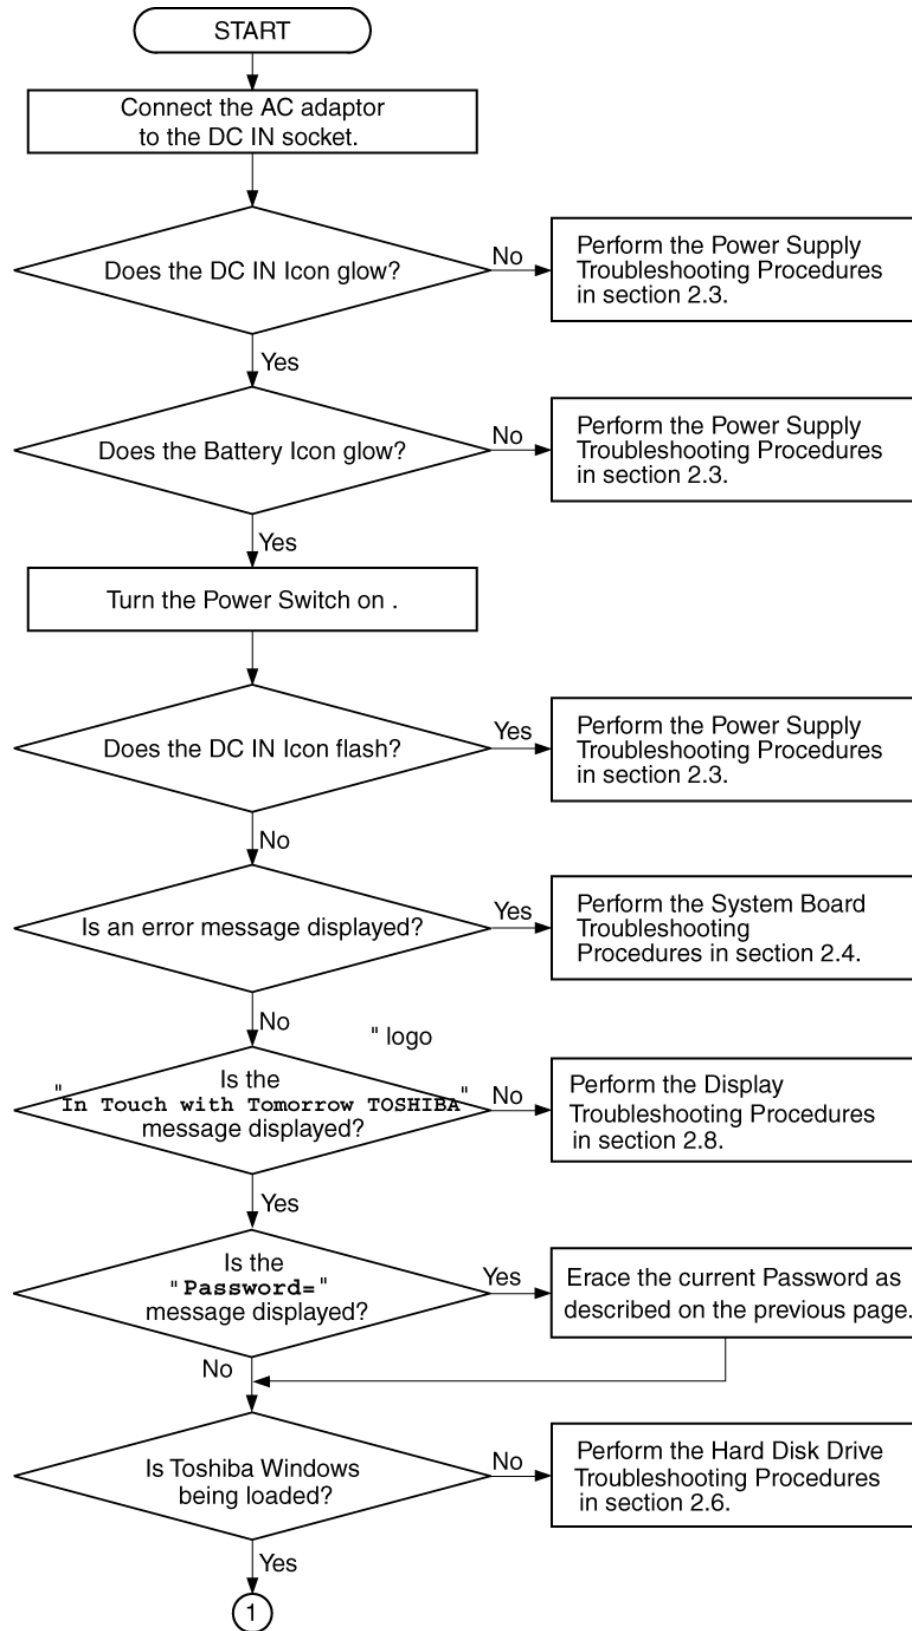 START
Connect the AC adaptor
to the DC IN socket.
Does the DC IN Icon glow?
No
Perform the Power Supply
Troubleshooting Procedures
in section 2.3.
Yes
Does the Battery Icon glow?
No
Perform the Power Supply
Troubleshooting Procedures
in section 2.3.
Yes
Turn the Power Switch on .
Does the DC IN Icon flash?
Yes
Perform the Power Supply
Troubleshooting Procedures
in section 2.3.
No
Is an error message displayed?
Yes
Perform the System Board
Troubleshooting
Procedures in section 2.4.
No
" logo
Is the
"In Touch with Tomorrow TOSHIBA"
message displayed?
No
Perform the Display
Troubleshooting Procedures
in section 2.8.
Yes
Is the
"Password="
message displayed?
Yes
Erace the current Password as
described on the previous page.
No
Is Toshiba Windows
being loaded?
No
Perform the Hard Disk Drive
Troubleshooting Procedures
in section 2.6.
Yes
1